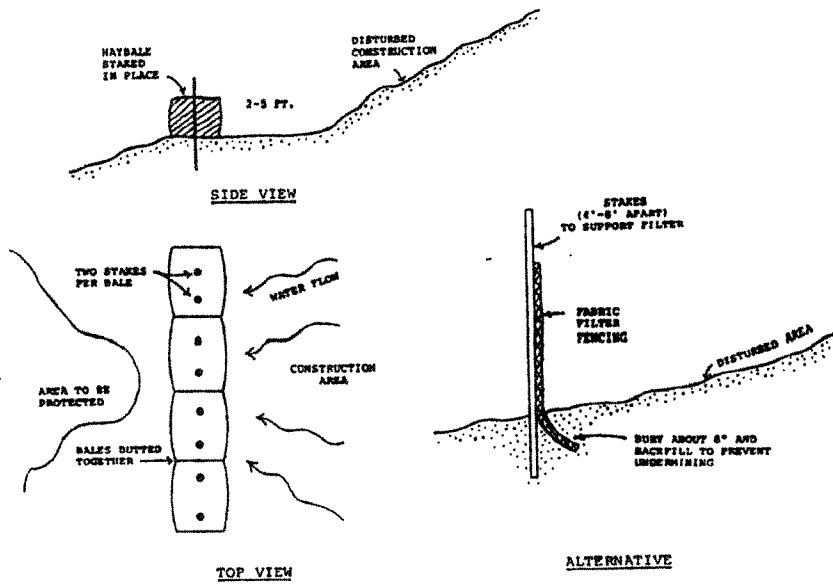 HAYBALE
STAKED
IN PLACE
2-5 FT.
DISTURBED
CONSTRUCTION
AREA
SIDE VIEW
TWO STAKES
PER BALE
WATER FLOW
CONSTRUCTION
AREA
AREA TO BE
PROTECTED
BALES BUTTED
TOGETHER
TOP VIEW
STAKES
TO SUPPORT FILTER
FABRIC
FILTER
FENCING
DISTURBED AREA
BURY ABOUT 8" AND
BACKFILL TO PREVENT
UNDERMINING
ALTERNATIVE